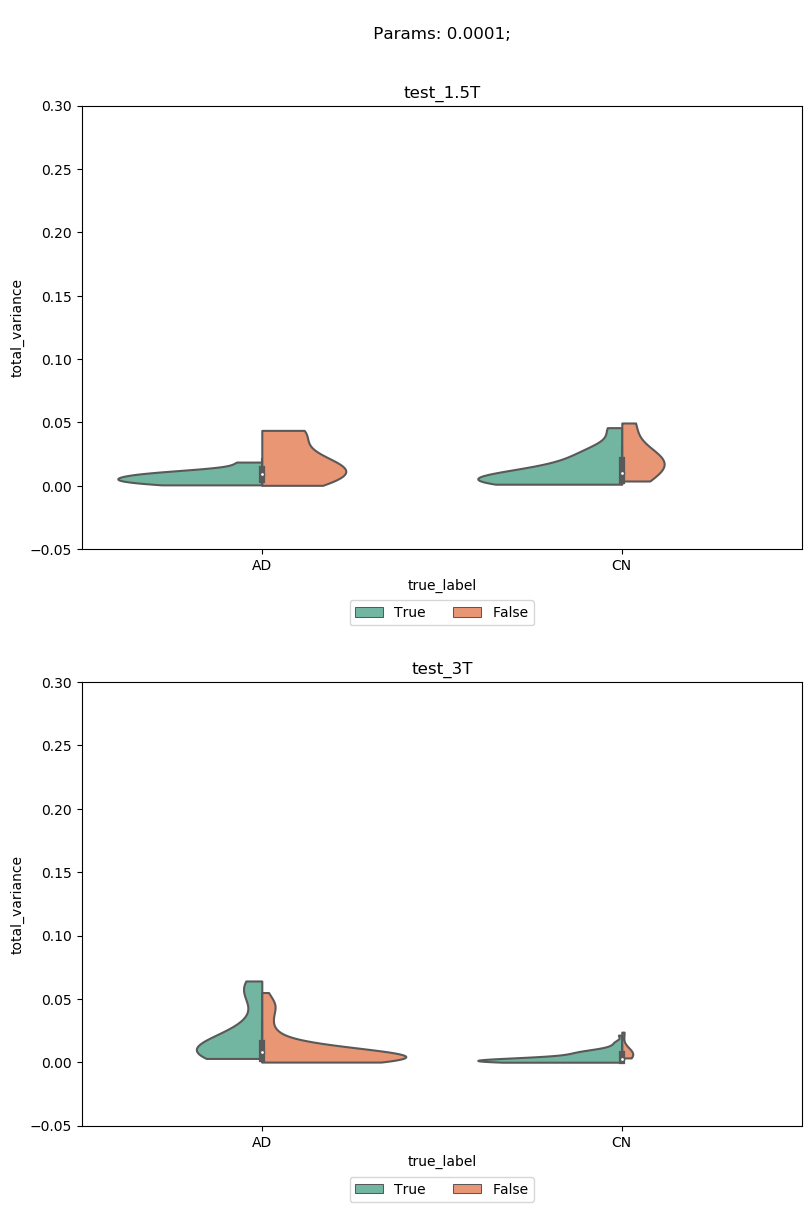 Params: 0.0001;
test_1.5T
0.30
0.25
0.20
0.15
0.10
0.05
0.00
−0.05
total_variance
AD CN
true_label
True False
test_3T
0.30
0.25
0.20
0.15
0.10
0.05
0.00
−0.05
total_variance
AD CN
true_label
True False